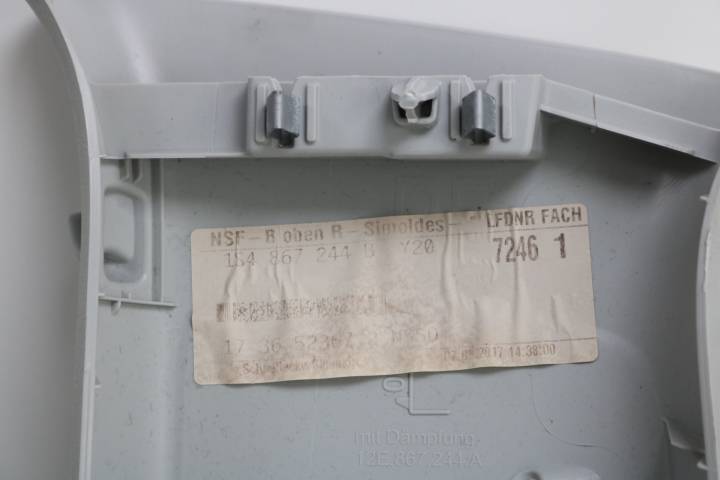 NSF - B oben R - Simoldes - LFDNR FACH
1S4 867 244 B Y20 7246 1
17 36 2017 14:38:00
mit Dämpfung
12E.867.244.A